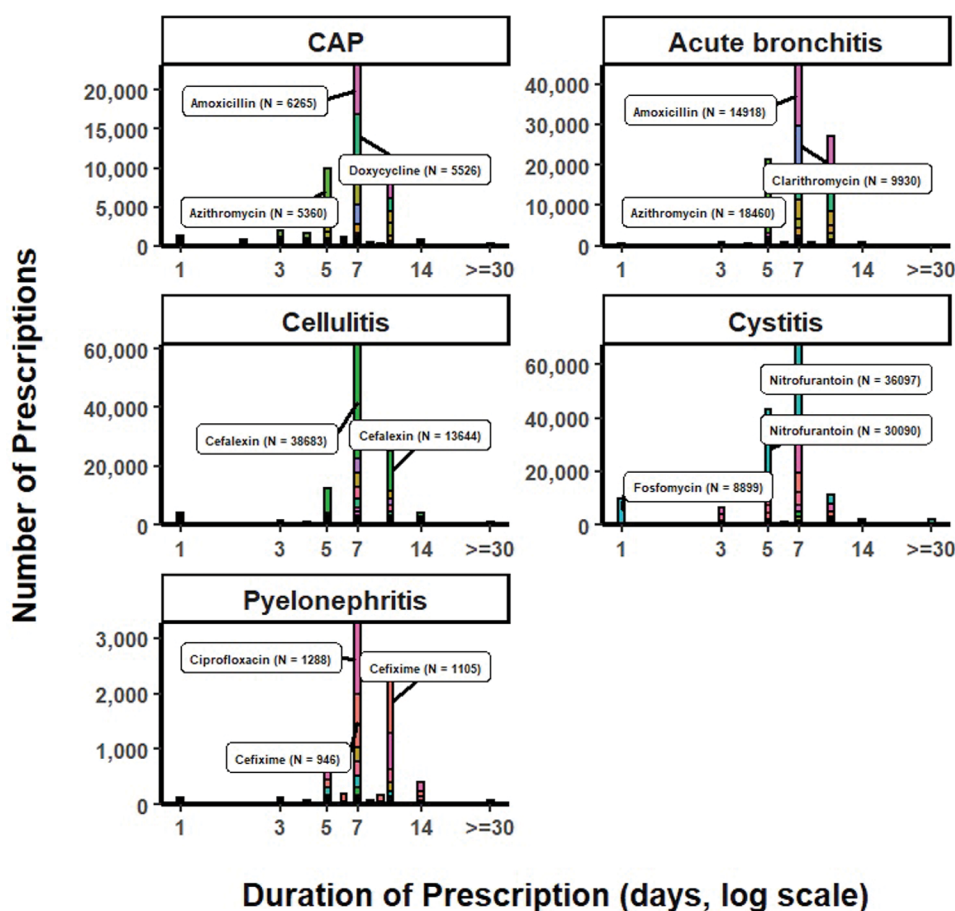 CAP
20,000
15,000
10,000
5,000
0
Amoxicillin (N = 6265)
Doxycycline (N = 5526)
Azithromycin (N = 5360)
1 3 5 7 14 >=30
Acute bronchitis
40,000
30,000
20,000
10,000
0
Amoxicillin (N = 14918)
Clarithromycin (N = 9930)
Azithromycin (N = 18460)
1 3 5 7 14 >=30
Cellulitis
60,000
40,000
20,000
0
Cefalexin (N = 38683)
Cefalexin (N = 13644)
1 3 5 7 14 >=30
Cystitis
60,000
40,000
20,000
0
Nitrofurantoin (N = 36097)
Nitrofurantoin (N = 30090)
Fosfomycin (N = 8899)
1 3 5 7 14 >=30
Pyelonephritis
3,000
2,000
1,000
0
Ciprofloxacin (N = 1288)
Cefixime (N = 1105)
Cefixime (N = 946)
1 3 5 7 14 >=30
Number of Prescriptions
Duration of Prescription (days, log scale)